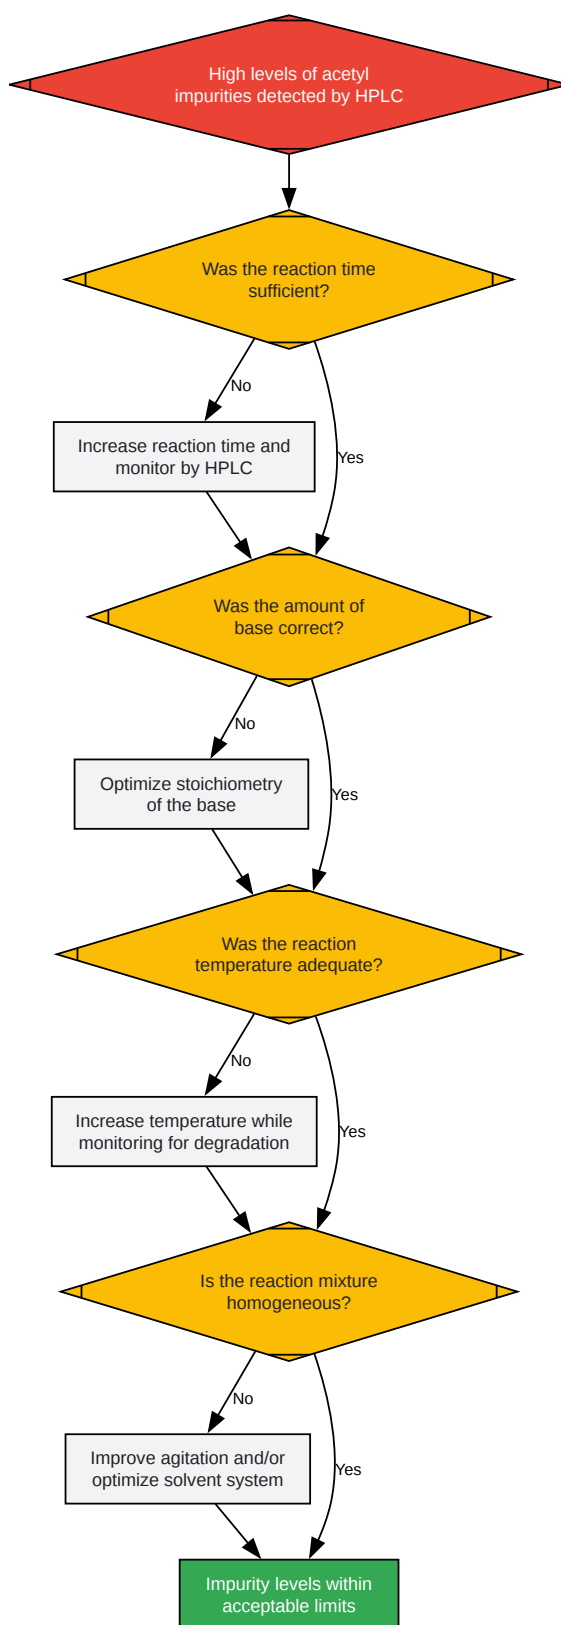 High levels of acetyl
impurities detected by HPLC
Was the reaction time
sufficient?
No
Increase reaction time and
monitor by HPLC
Yes
Was the amount of
base correct?
No
Optimize stoichiometry
of the base
Yes
Was the reaction
temperature adequate?
No
Increase temperature while
monitoring for degradation
Yes
Is the reaction mixture
homogeneous?
No
Improve agitation and/or
optimize solvent system
Yes
Impurity levels within
acceptable limits